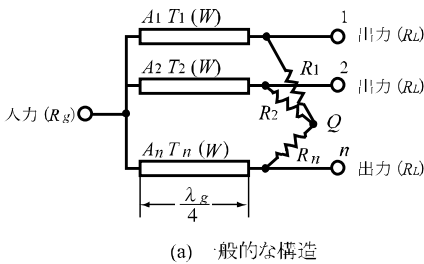 A1 T1 (W)
1
出力 (RL)
R1
A2 T2 (W)
2
出力 (RL)
R2
入力 (Rg)
Q
An Tn (W)
Rn
n
出力 (RL)
λg
4
(a) 一般的な構造